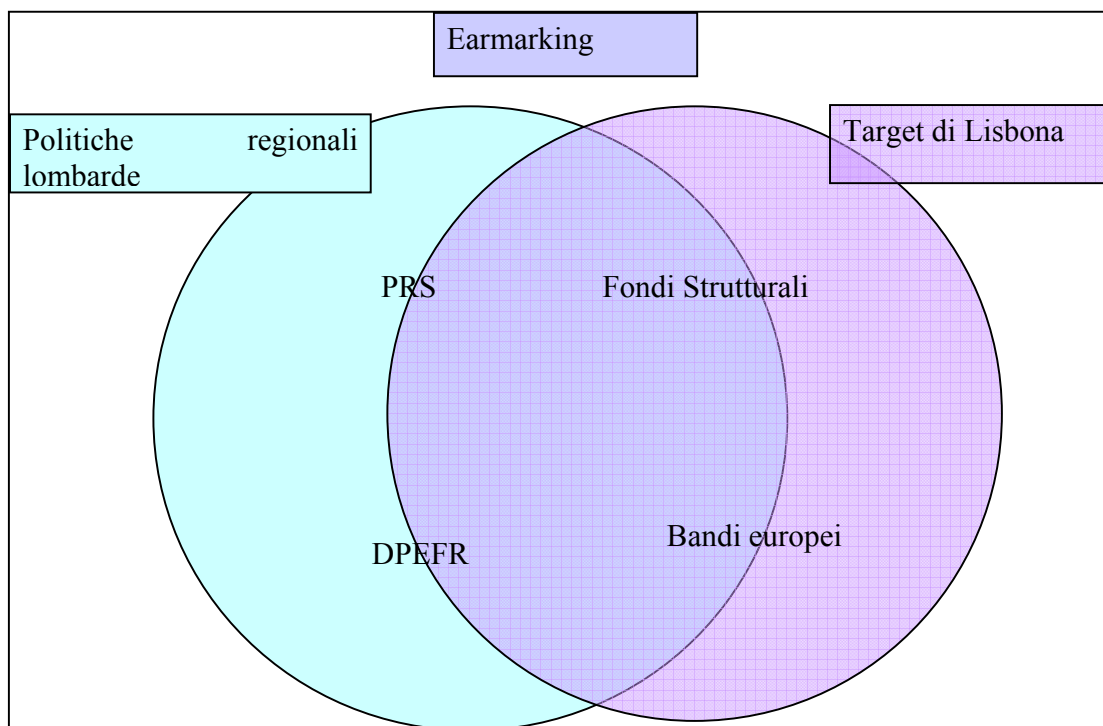 Earmarking
Politiche regionali
lombarde
Target di Lisbona
PRS
Fondi Strutturali
DPEFR
Bandi europei